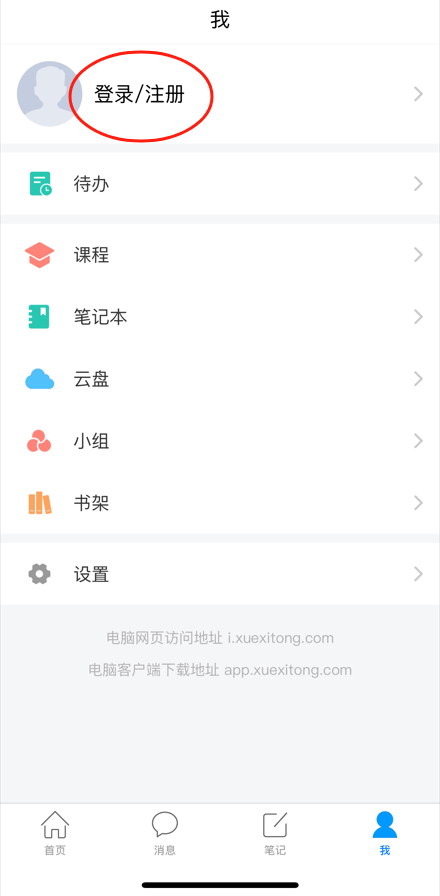 我
登录/注册
待办
课程
笔记本
云盘
小组
书架
设置
电脑网页访问地址 i.xuexitong.com
电脑客户端下载地址 app.xuexitong.com
首页 消息 笔记 我